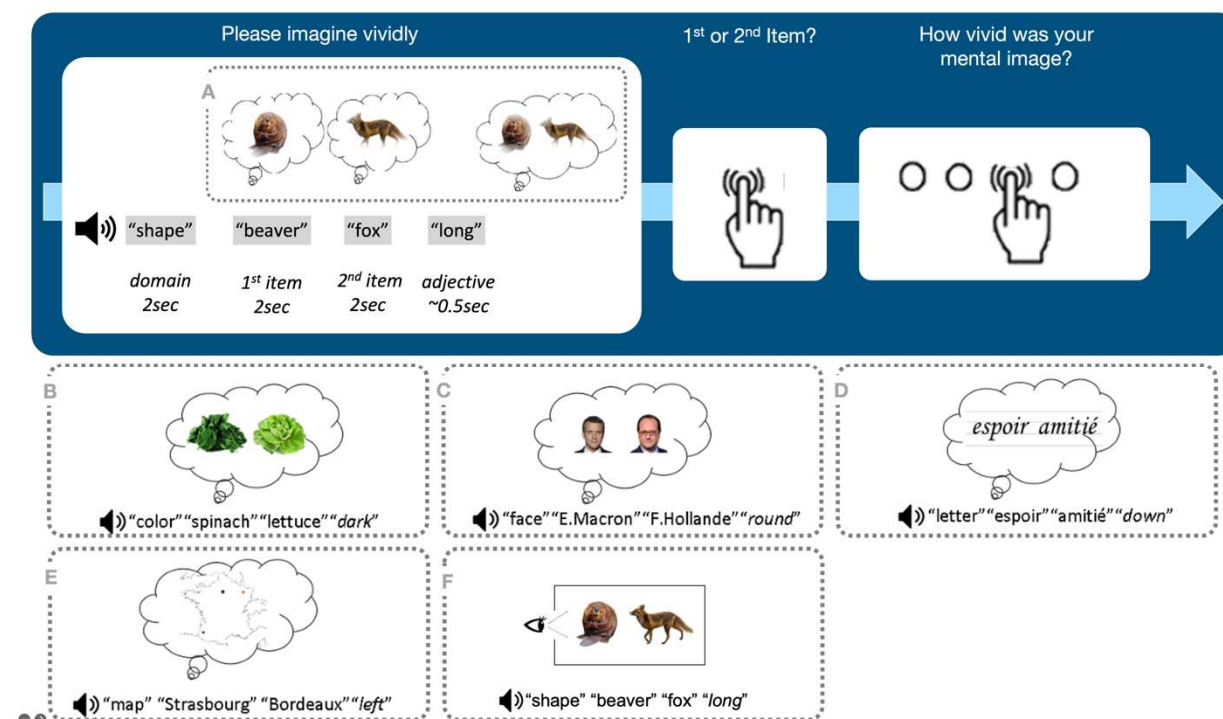 Please imagine vividly
1st or 2nd Item?
How vivid was your
mental image?
A
"shape" "beaver" "fox" "long"
domain 1st item 2nd item adjective
2sec 2sec 2sec ~0.5sec
B
"color" "spinach" "lettuce" "dark"
C
"face" "E.Macron" "F.Hollande" "round"
D
espoir amitié
"letter" "espoir" "amitié" "down"
E
"map" "Strasbourg" "Bordeaux" "left"
F
"shape" "beaver" "fox" "long"